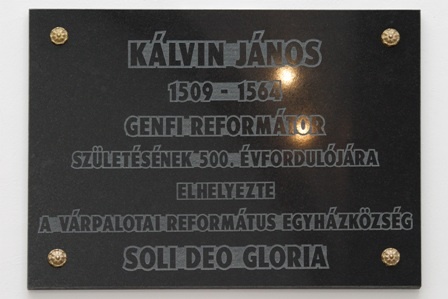 KÁLVIN JÁNOS
1509 - 1564
GENFI REFORMÁTOR
SZÜLETÉSÉNEK 500. ÉVFORDULÓJÁRA
ELHELYEZTE
A VÁRPALOTAI REFORMÁTUS EGYHÁZKÖZSÉG
SOLI DEO GLORIA